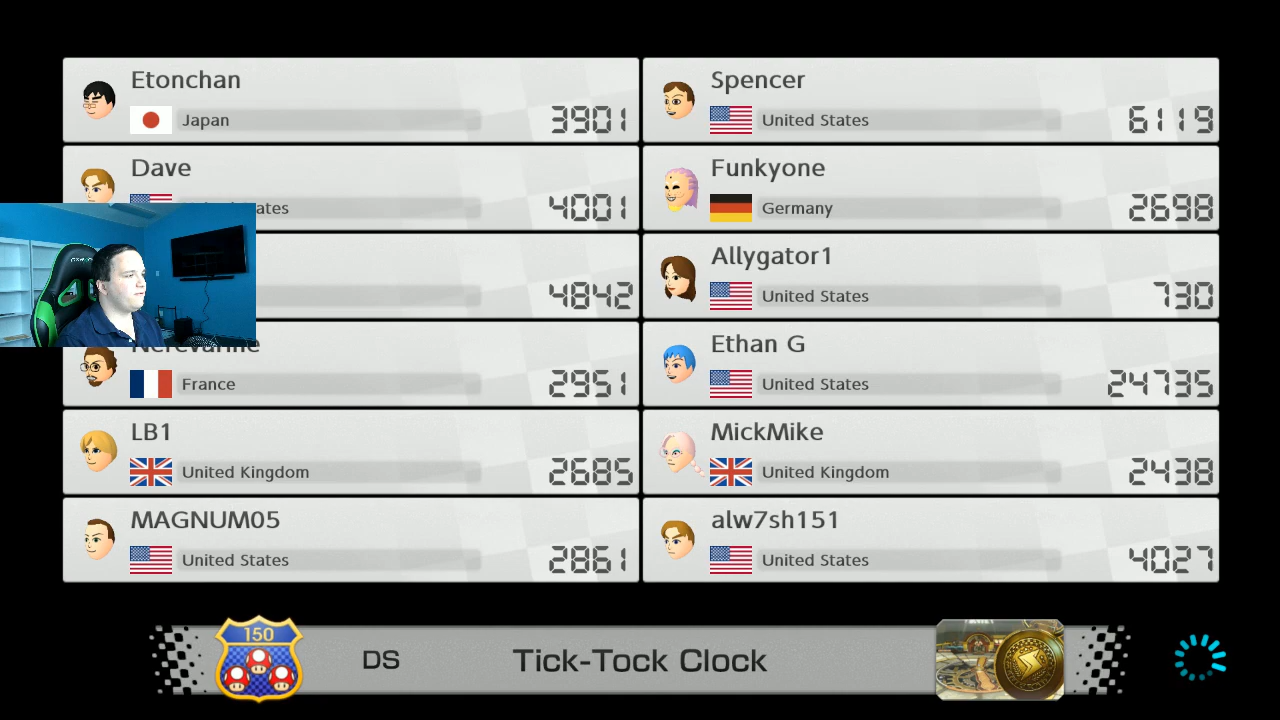 Etonchan
Japan
3901
Spencer
United States
6119
Dave
4001
Funkyone
Germany
2698
4842
Allygator1
United States
730
Nerevarine
France
2951
Ethan G
United States
24735
LB1
United Kingdom
2685
MickMike
United Kingdom
2438
MAGNUM05
United States
2861
alw7sh151
United States
4027
150
DS
Tick-Tock Clock